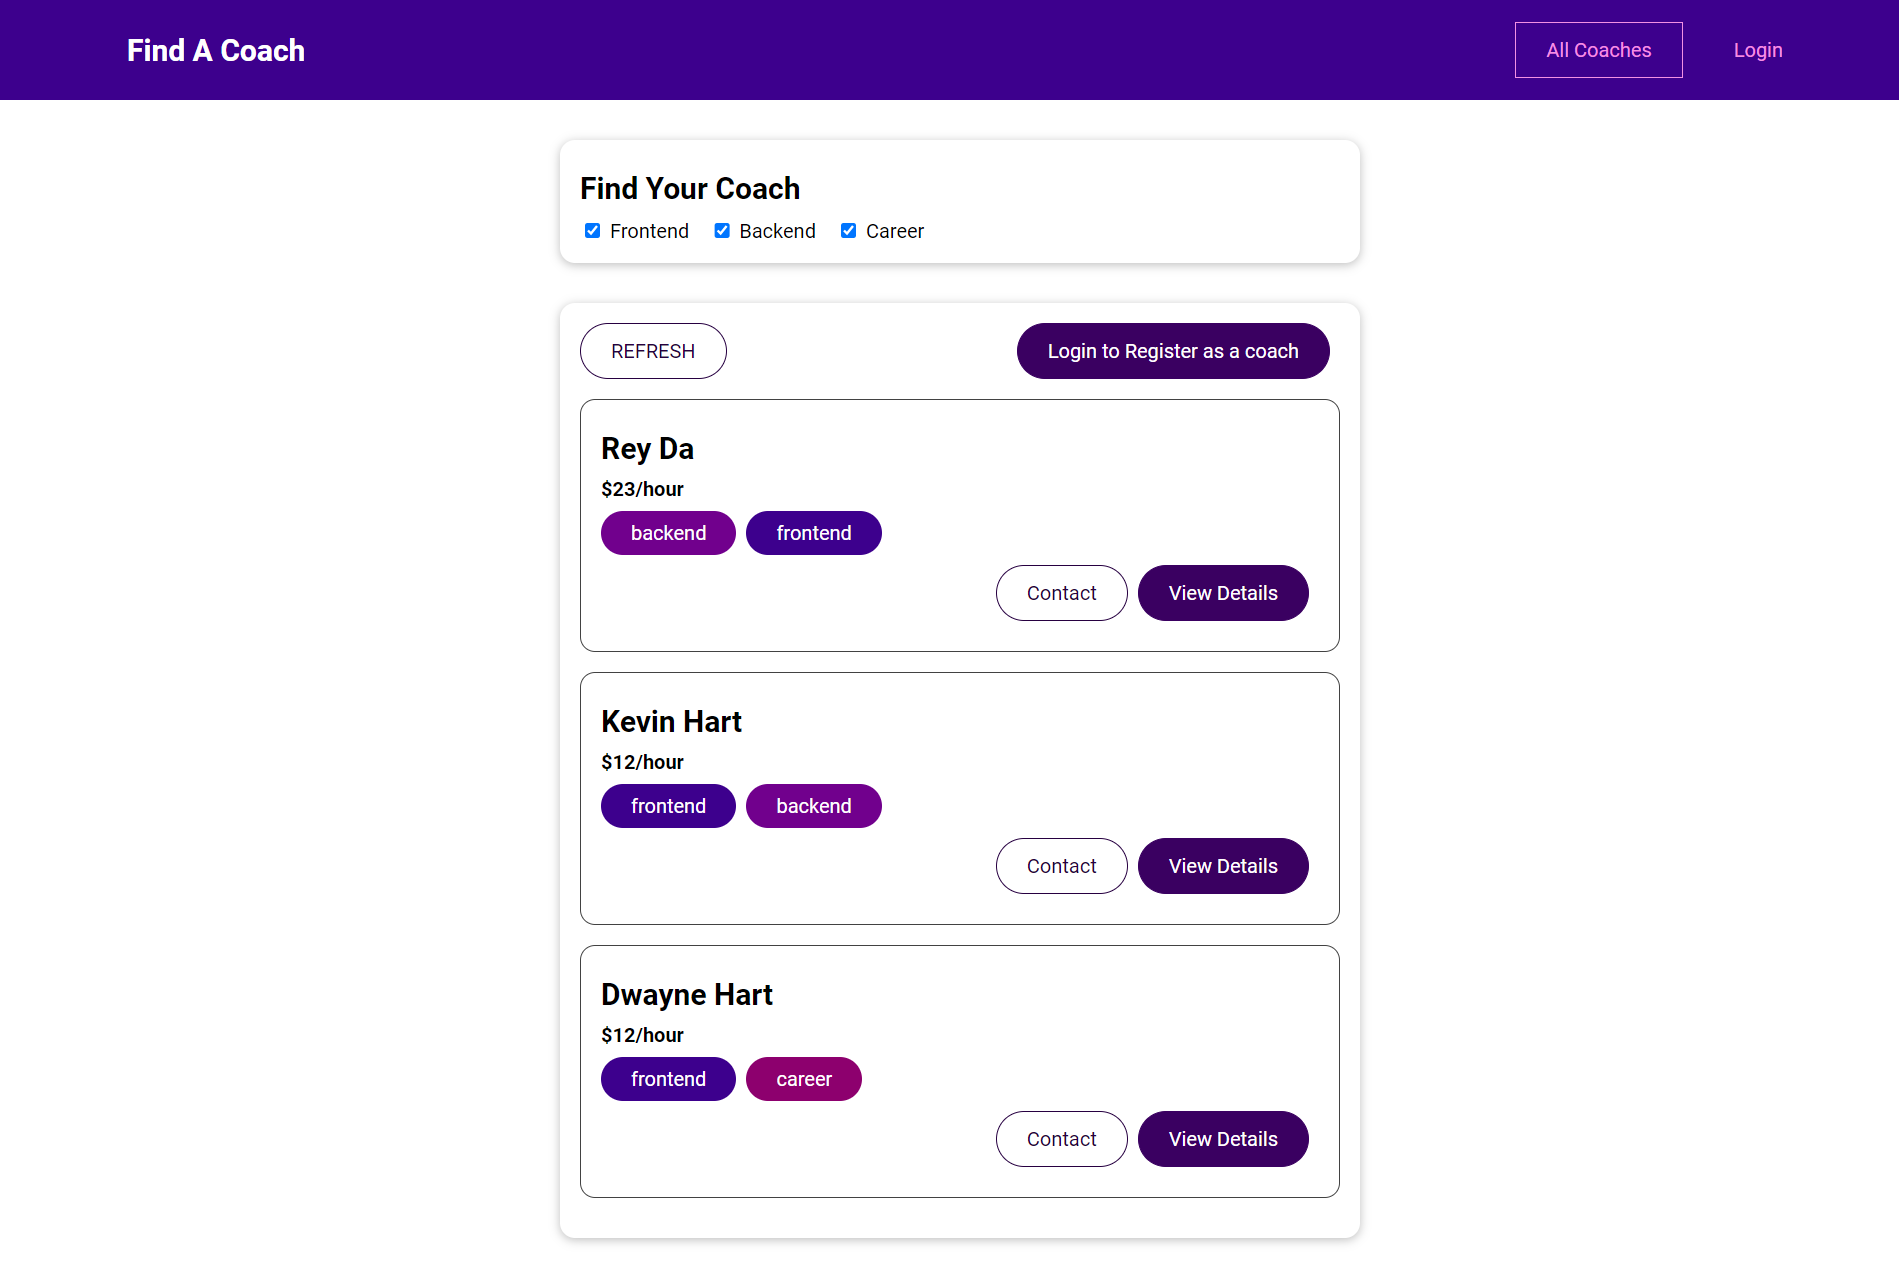 Find A Coach
All Coaches
Login
Find Your Coach
Frontend Backend Career
REFRESH
Login to Register as a coach
Rey Da
$23/hour
backend frontend
Contact View Details
Kevin Hart
$12/hour
frontend backend
Contact View Details
Dwayne Hart
$12/hour
frontend career
Contact View Details